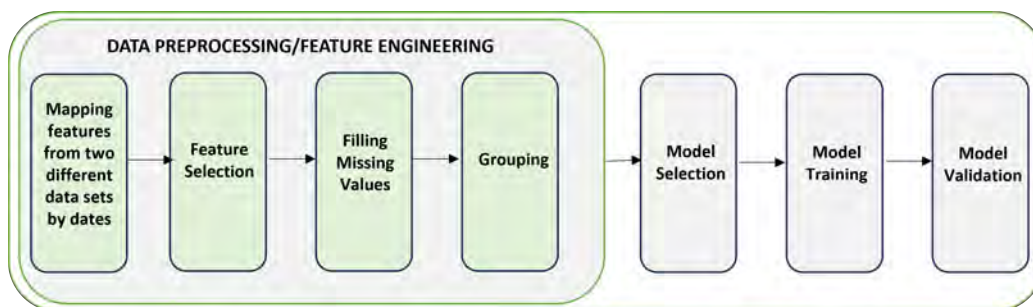 DATA PREPROCESSING/FEATURE ENGINEERING
Mapping
features
from two
different
data sets
by dates
Feature
Selection
Filling
Missing
Values
Grouping
Model
Selection
Model
Training
Model
Validation